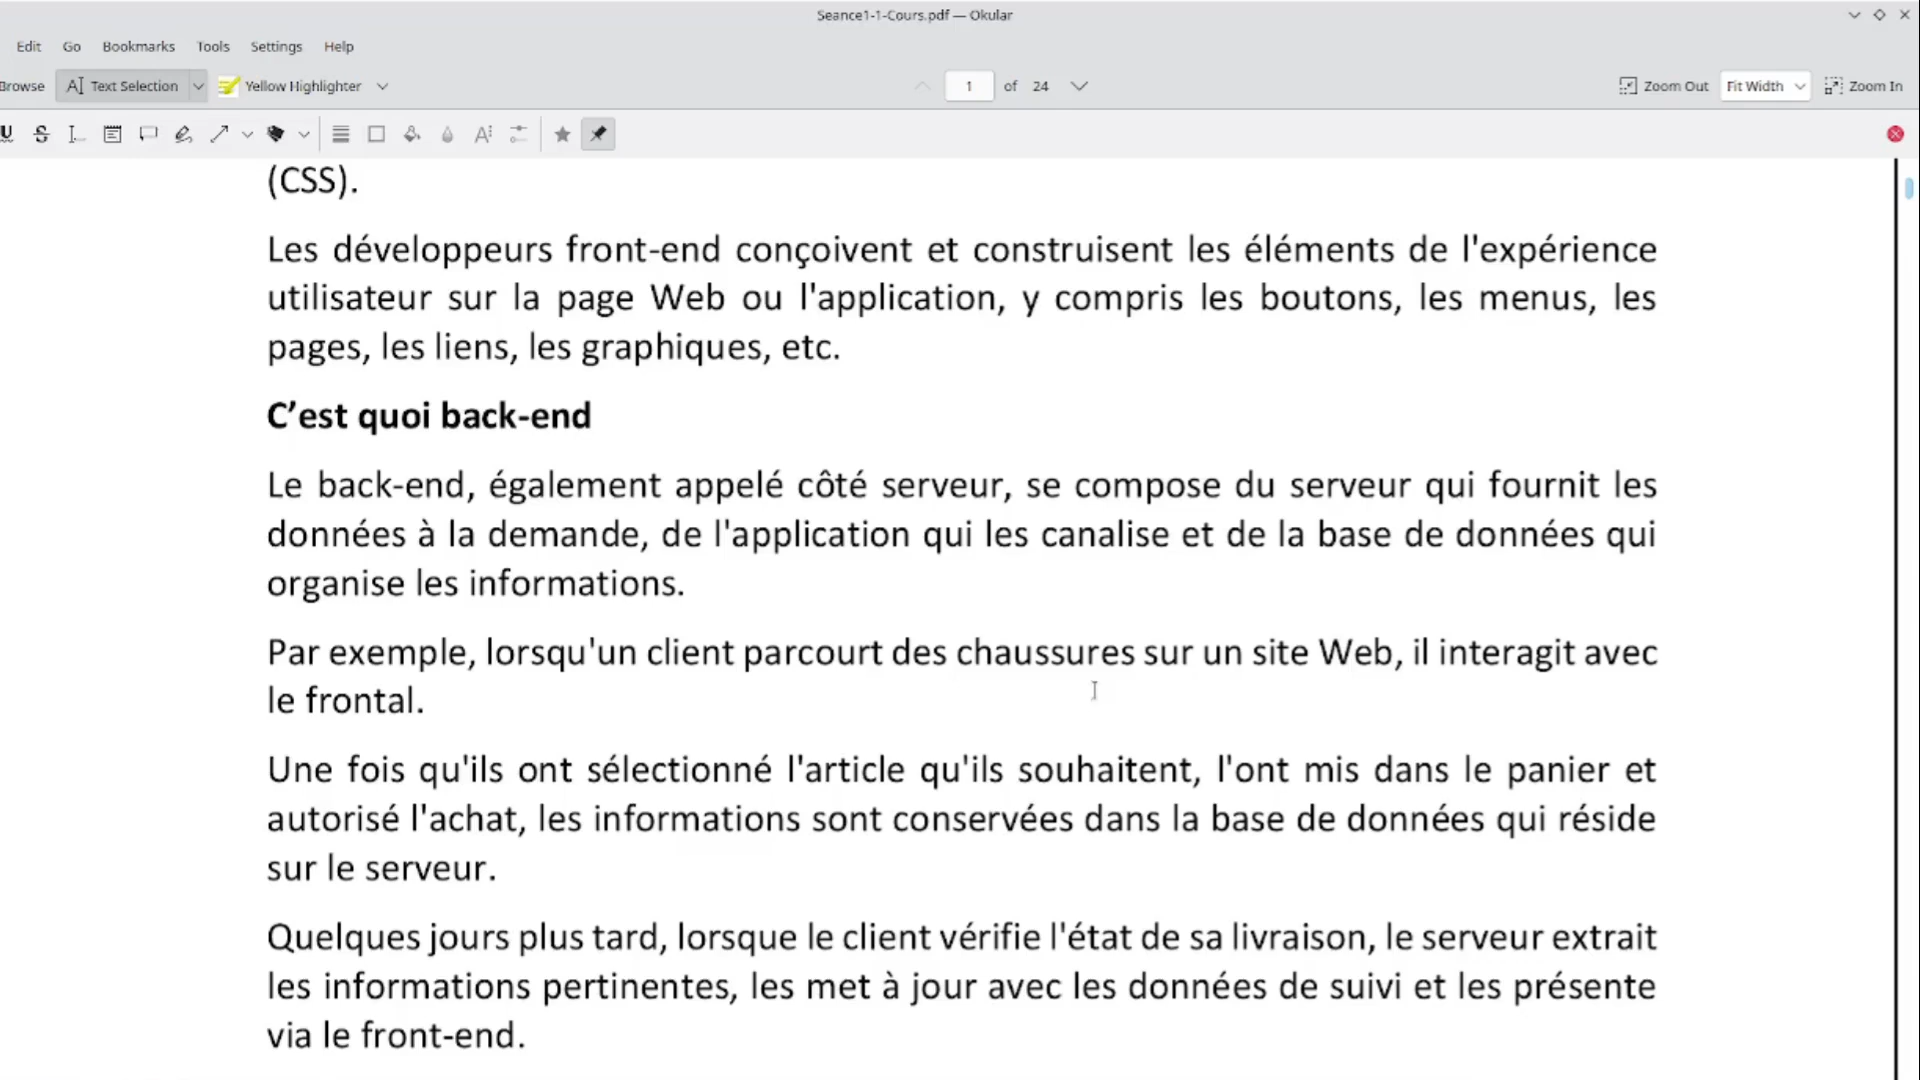 Seance1-1-Cours.pdf — Okular
Edit Go Bookmarks Tools Settings Help
Browse Text Selection Yellow Highlighter 1 of 24 Zoom Out Fit Width Zoom In
(CSS).
Les développeurs front-end conçoivent et construisent les éléments de l'expérience
utilisateur sur la page Web ou l'application, y compris les boutons, les menus, les
pages, les liens, les graphiques, etc.
C’est quoi back-end
Le back-end, également appelé côté serveur, se compose du serveur qui fournit les
données à la demande, de l'application qui les canalise et de la base de données qui
organise les informations.
Par exemple, lorsqu'un client parcourt des chaussures sur un site Web, il interagit avec
le frontal.
Une fois qu'ils ont sélectionné l'article qu'ils souhaitent, l'ont mis dans le panier et
autorisé l'achat, les informations sont conservées dans la base de données qui réside
sur le serveur.
Quelques jours plus tard, lorsque le client vérifie l'état de sa livraison, le serveur extrait
les informations pertinentes, les met à jour avec les données de suivi et les présente
via le front-end.